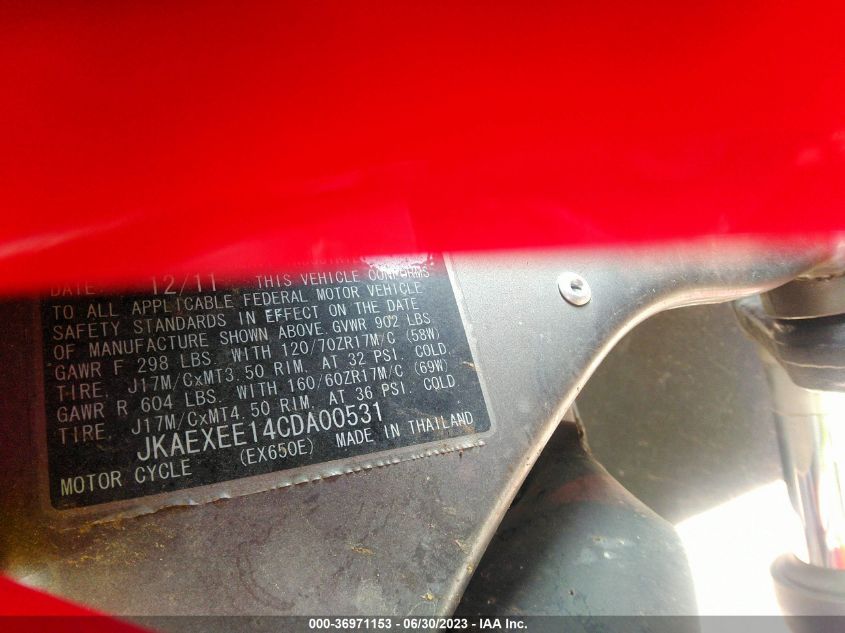 DATE: 12/11 THIS VEHICLE CONFORMS
TO ALL APPLICABLE FEDERAL MOTOR VEHICLE
SAFETY STANDARDS IN EFFECT ON THE DATE
OF MANUFACTURE SHOWN ABOVE. GVWR 902 LBS
GAWR F 298 LBS. WITH 120/70ZR17M/C (58W)
TIRE, J17M/CxMT3.50 RIM. AT 32 PSI. COLD.
GAWR R 604 LBS. WITH 160/60ZR17M/C (69W)
TIRE, J17M/CxMT4.50 RIM. AT 36 PSI. COLD
JKAEXEE14CDA00531
MOTOR CYCLE (EX650E) MADE IN THAILAND
000-36971153 - 06/30/2023 - IAA Inc.